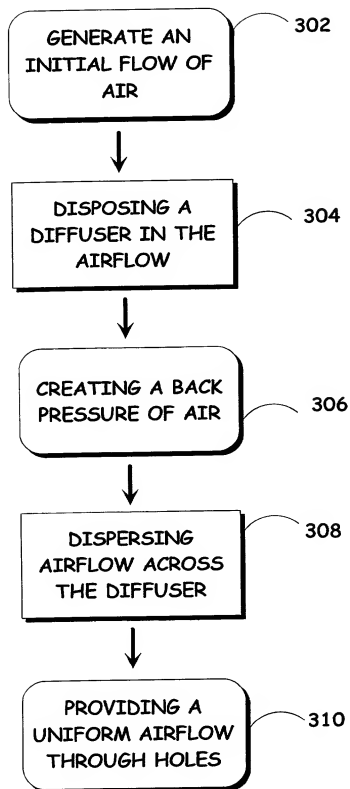 GENERATE AN
INITIAL FLOW OF
AIR
302
DISPOSING A
DIFFUSER IN THE
AIRFLOW
304
CREATING A BACK
PRESSURE OF AIR
306
DISPERSING
AIRFLOW ACROSS
THE DIFFUSER
308
PROVIDING A
UNIFORM AIRFLOW
THROUGH HOLES
310